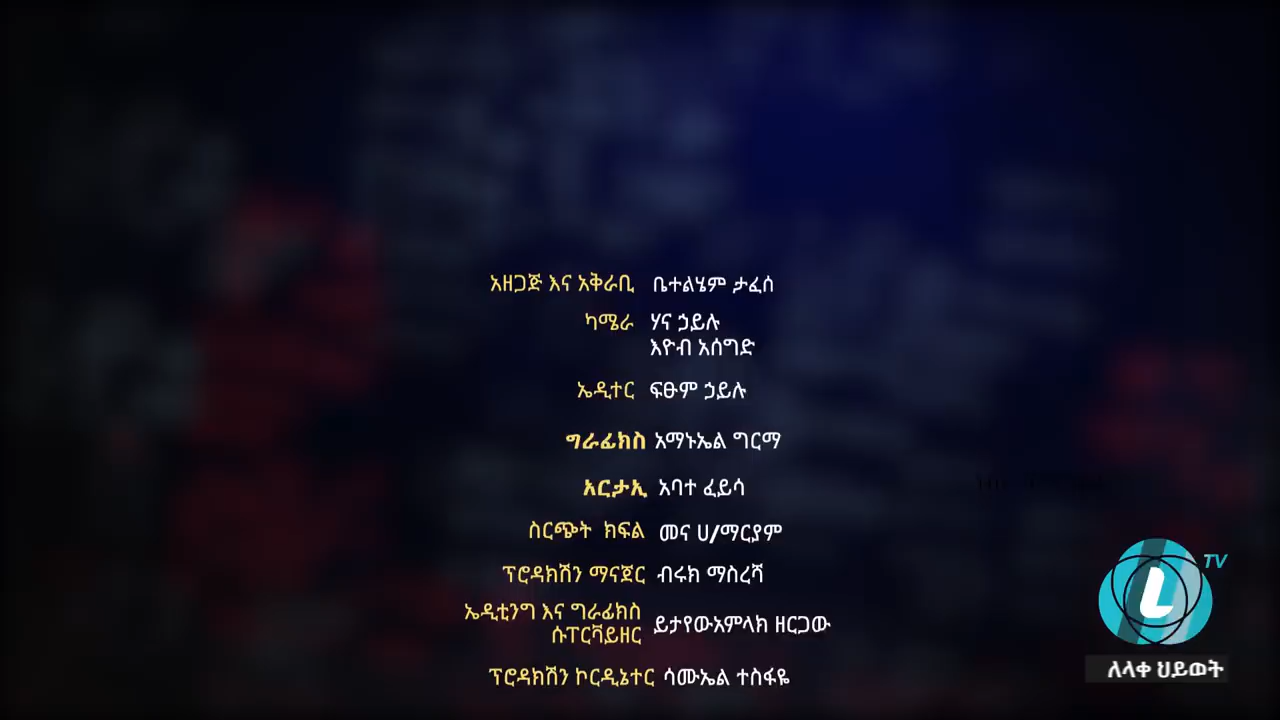 አዘጋጅ እና አቅራቢ ቤተልሄም ታፈሰ
ካሜራ ሃና ኃይሉ
እዮብ አሰግድ
ኤዲተር ፍፁም ኃይሉ
ግራፊክስ አማኑኤል ግርማ
አርታኢ አባተ ፈይሳ
ስርጭት ክፍል መና ሀ/ማርያም
ፕሮዳክሽን ማናጀር ብሩክ ማስረሻ
ኤዲቲንግ እና ግራፊክስ
ሱፐርቫይዘር ይታየውአምላክ ዘርጋው
ፕሮዳክሽን ኮርዲኔተር ሳሙኤል ተስፋዬ
L TV
ለላቀ ህይወት